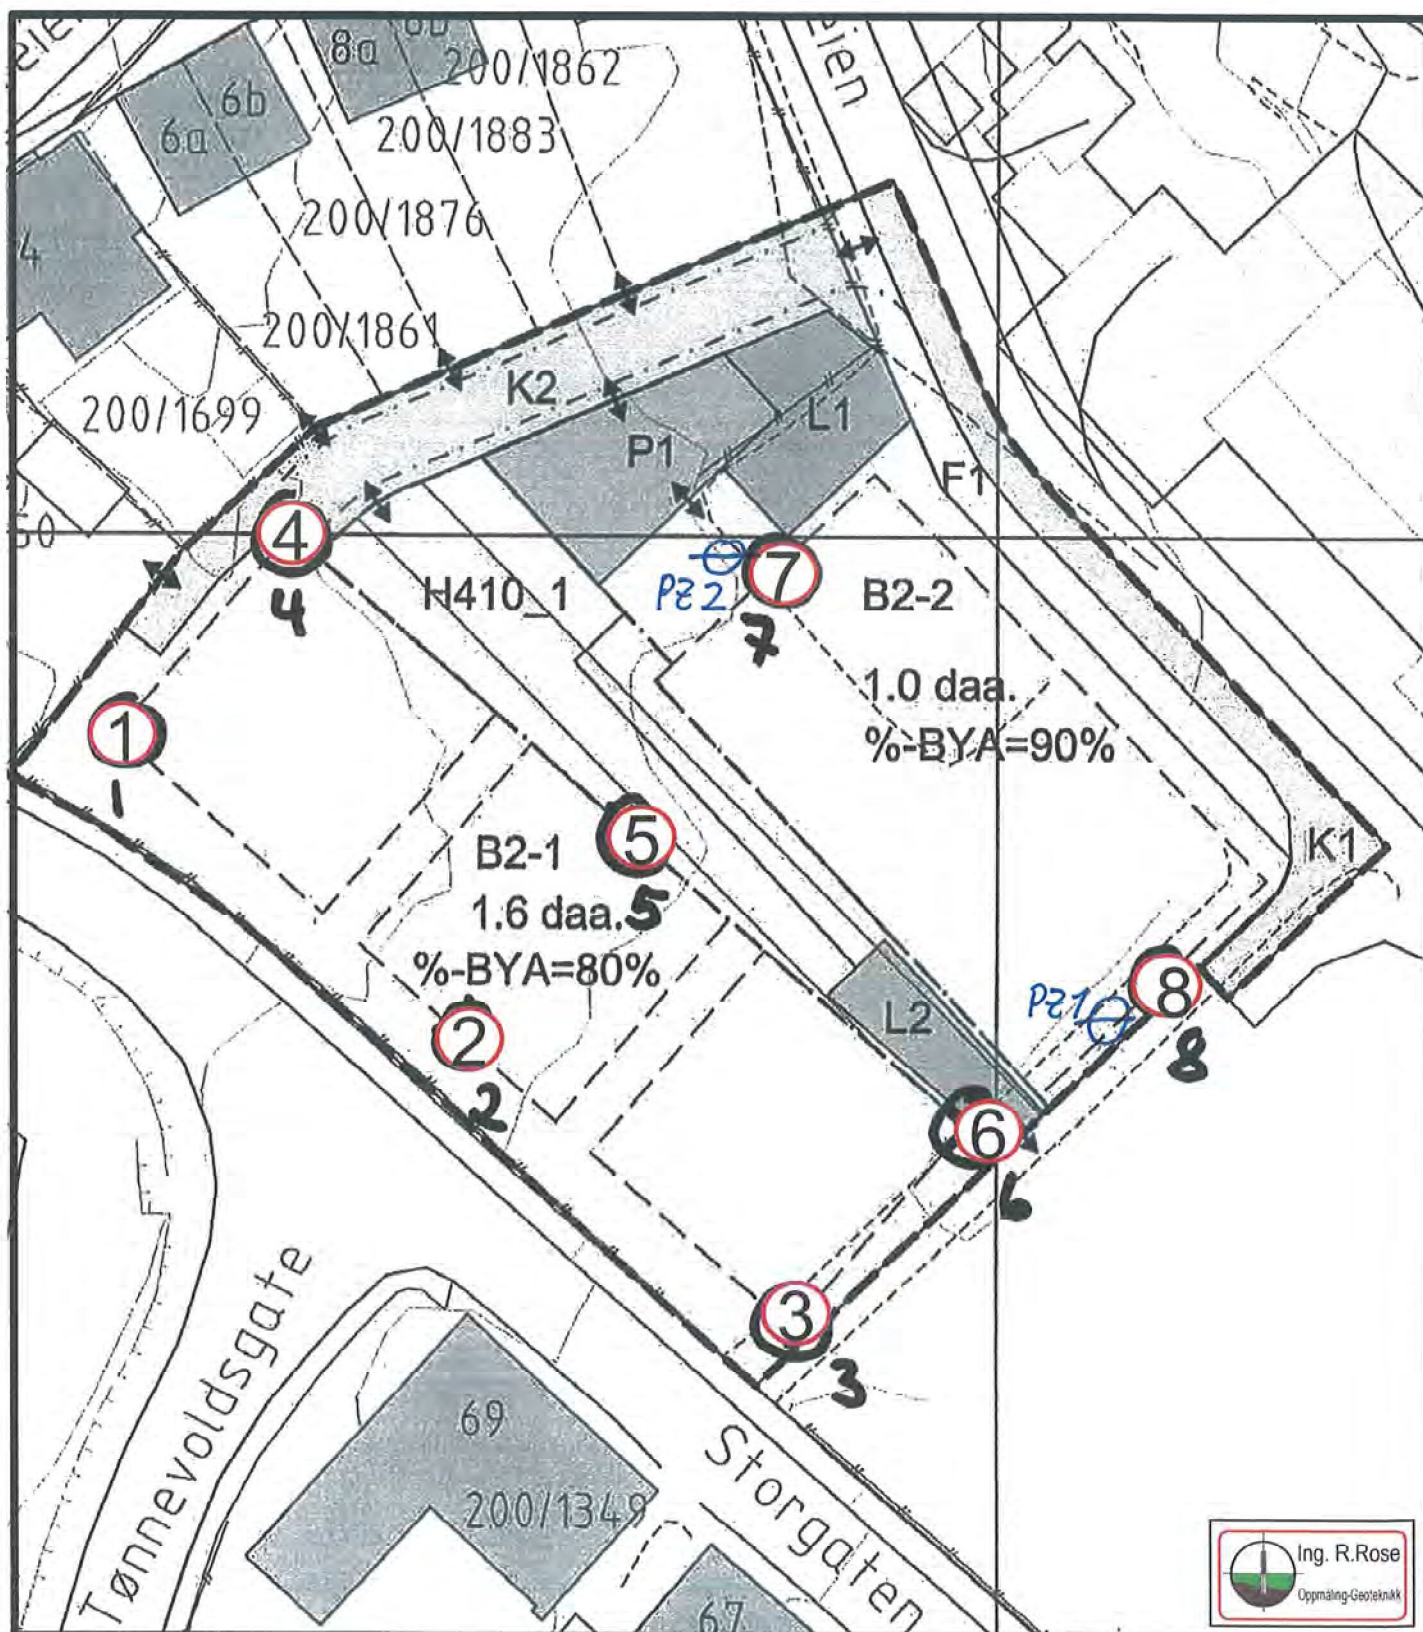 8a
200/1862
6b
6a
200/1883
200/1876
4
200/1861
K2
200/1699
L1
P1
F1
4
4
H410_1
PZ 2
7
7
B2-2
1.0 daa.
%-BYA=90%
1
1
5
5
B2-1
1.6 daa.
%-BYA=80%
K1
L2
PZ1
8
8
2
2
6
6
3
3
Tønnevoldsgate
69
200/1349
Storgaten
67
Ing. R.Rose
Oppmåling-Geoteknikk